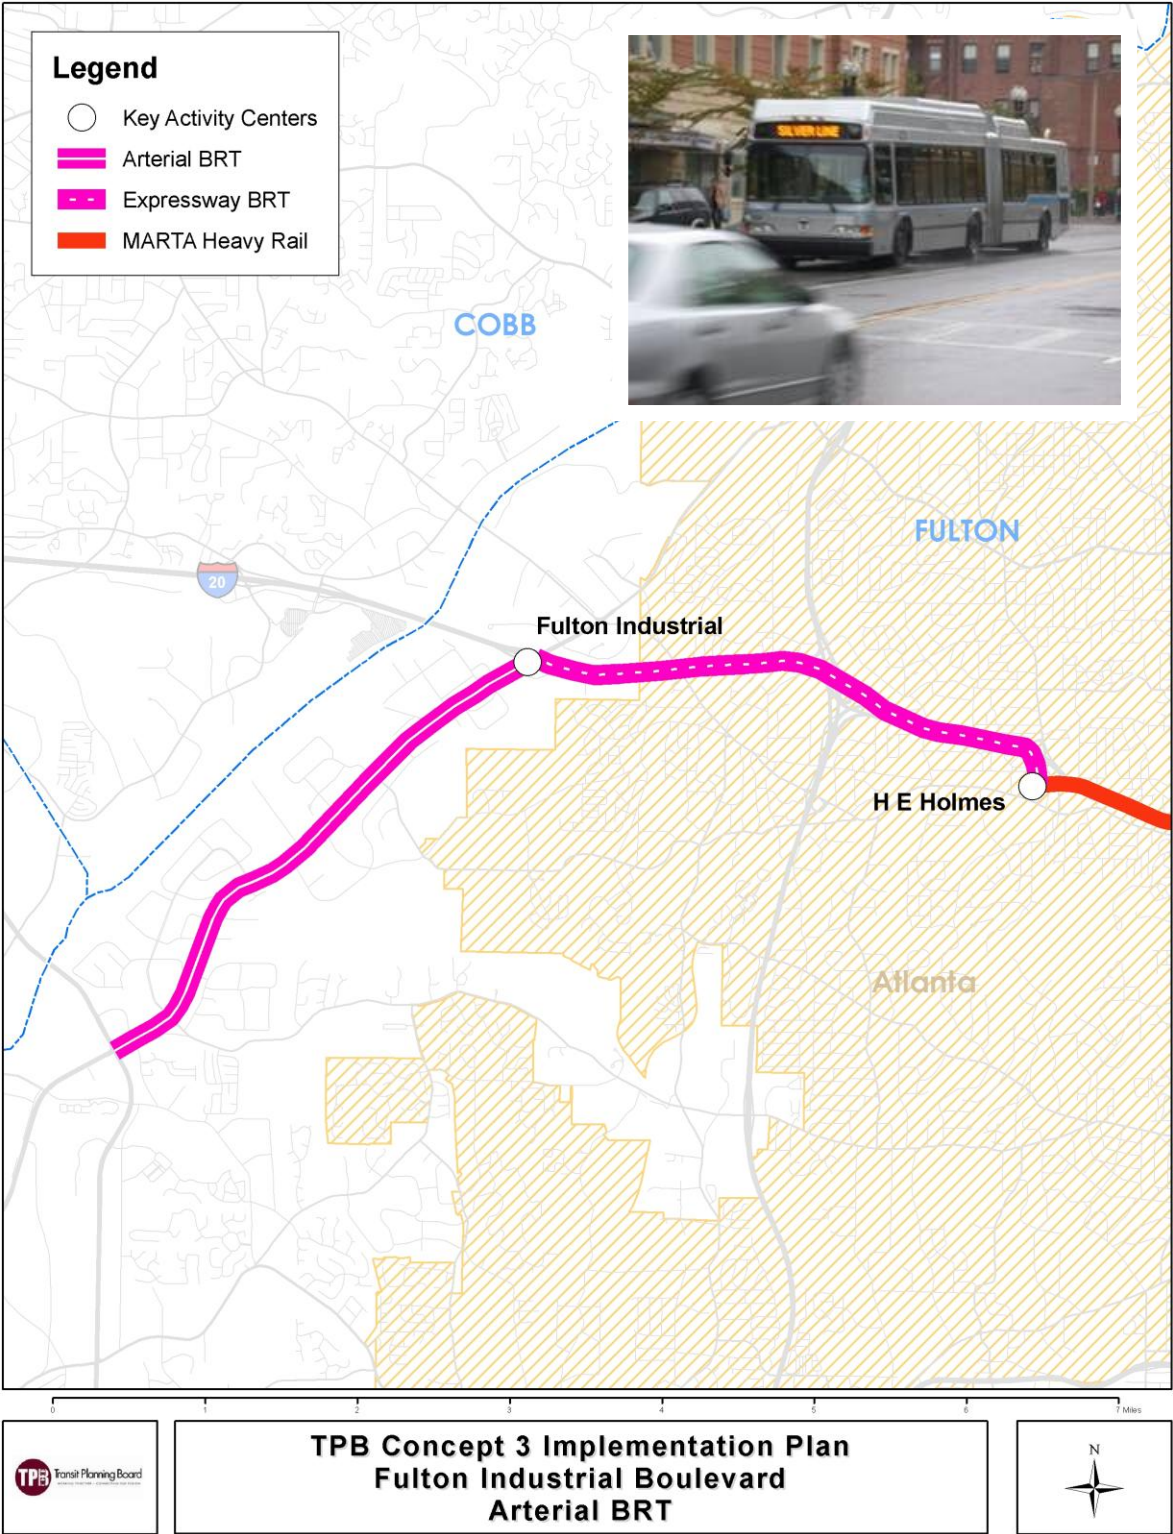 Legend
Key Activity Centers
Arterial BRT
Expressway BRT
MARTA Heavy Rail
SILVER LINE
COBB
FULTON
20
Fulton Industrial
H E Holmes
Atlanta
0 1 2 3 4 5 6 7 Miles
TPB Transit Planning Board
TPB Concept 3 Implementation Plan
Fulton Industrial Boulevard
Arterial BRT
N